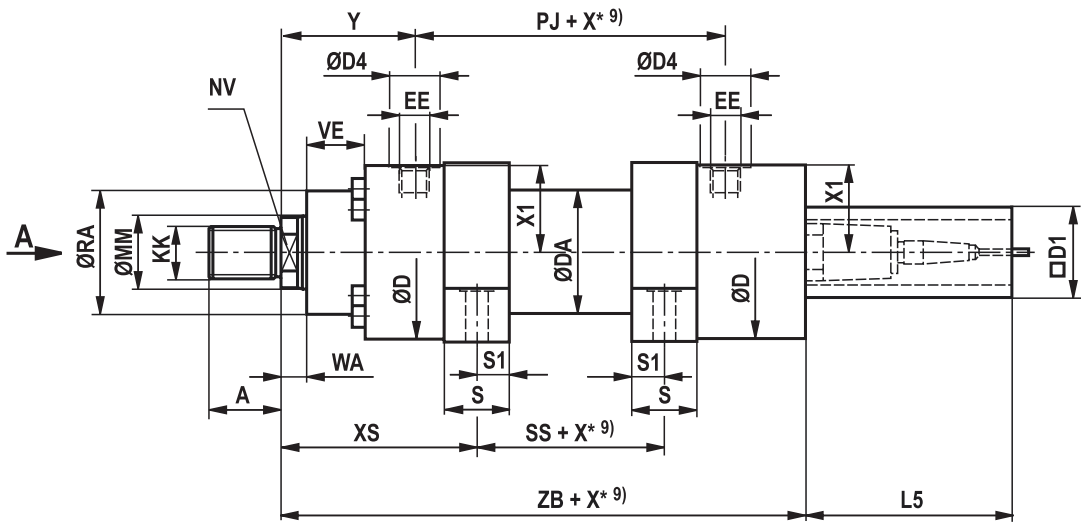 Y
PJ + X* 9)
ØD4
ØD4
NV
EE
EE
VE
X1
X1
A
ØRA
ØMM
KK
ØD
ØDA
ØD
□D1
WA
S1
S1
A
S
S
XS
SS + X* 9)
ZB + X* 9)
L5